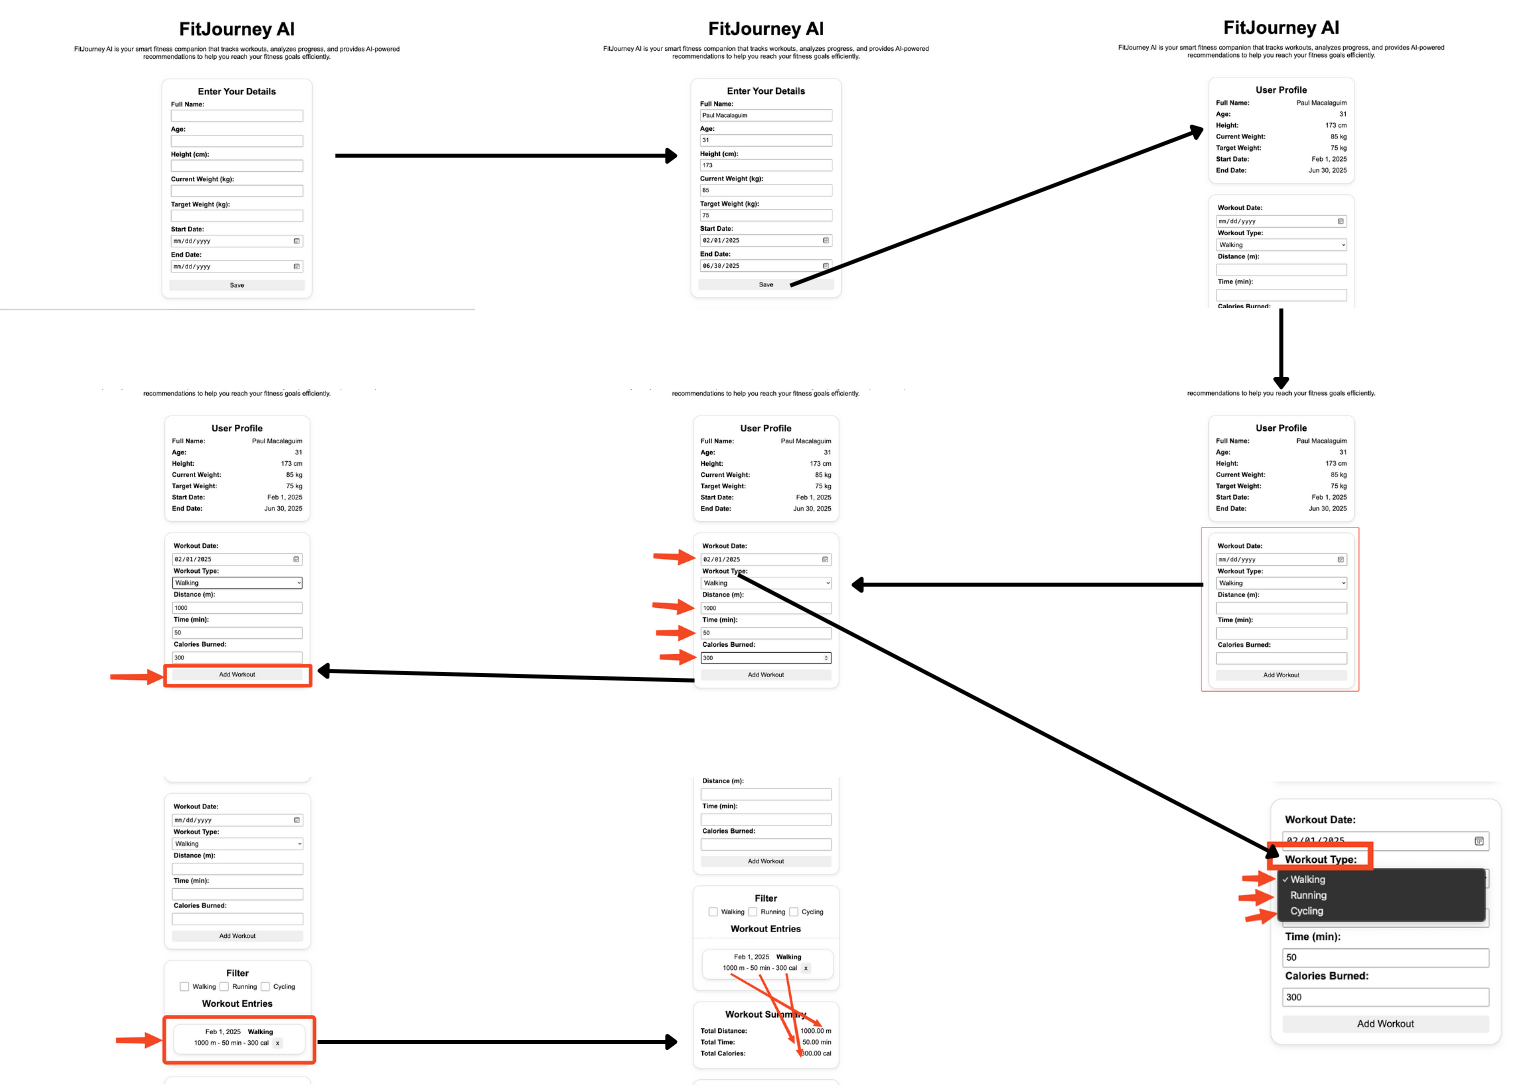 FitJourney AI
FitJourney AI is your smart fitness companion that tracks workouts, analyzes progress, and provides AI-powered
recommendations to help you reach your fitness goals efficiently.
Enter Your Details
Full Name:
Age:
Height (cm):
Current Weight (kg):
Target Weight (kg):
Start Date:
mm/dd/yyyy
End Date:
mm/dd/yyyy
Save
FitJourney AI
FitJourney AI is your smart fitness companion that tracks workouts, analyzes progress, and provides AI-powered
recommendations to help you reach your fitness goals efficiently.
Enter Your Details
Full Name:
Paul Macalaguim
Age:
31
Height (cm):
173
Current Weight (kg):
85
Target Weight (kg):
75
Start Date:
02/01/2025
End Date:
06/30/2025
Save
FitJourney AI
FitJourney AI is your smart fitness companion that tracks workouts, analyzes progress, and provides AI-powered
recommendations to help you reach your fitness goals efficiently.
User Profile
Full Name: Paul Macalaguim
Age: 31
Height: 173 cm
Current Weight: 85 kg
Target Weight: 75 kg
Start Date: Feb 1, 2025
End Date: Jun 30, 2025
Workout Date:
mm/dd/yyyy
Workout Type:
Walking
Distance (m):
Time (min):
Calories Burned:
recommendations to help you reach your fitness goals efficiently.
User Profile
Full Name: Paul Macalaguim
Age: 31
Height: 173 cm
Current Weight: 85 kg
Target Weight: 75 kg
Start Date: Feb 1, 2025
End Date: Jun 30, 2025
Workout Date:
02/01/2025
Workout Type:
Walking
Distance (m):
1000
Time (min):
50
Calories Burned:
300
Add Workout
recommendations to help you reach your fitness goals efficiently.
User Profile
Full Name: Paul Macalaguim
Age: 31
Height: 173 cm
Current Weight: 85 kg
Target Weight: 75 kg
Start Date: Feb 1, 2025
End Date: Jun 30, 2025
Workout Date:
02/01/2025
Workout Type:
Walking
Distance (m):
1000
Time (min):
50
Calories Burned:
300
Add Workout
recommendations to help you reach your fitness goals efficiently.
User Profile
Full Name: Paul Macalaguim
Age: 31
Height: 173 cm
Current Weight: 85 kg
Target Weight: 75 kg
Start Date: Feb 1, 2025
End Date: Jun 30, 2025
Workout Date:
mm/dd/yyyy
Workout Type:
Walking
Distance (m):
Time (min):
Calories Burned:
Add Workout
Workout Date:
mm/dd/yyyy
Workout Type:
Walking
Distance (m):
Time (min):
Calories Burned:
Add Workout
Filter
Walking Running Cycling
Workout Entries
Feb 1, 2025 Walking
1000 m - 50 min - 300 cal x
Distance (m):
Time (min):
Calories Burned:
Add Workout
Filter
Walking Running Cycling
Workout Entries
Feb 1, 2025 Walking
1000 m - 50 min - 300 cal x
Workout Summary
Total Distance: 1000.00 m
Total Time: 50.00 min
Total Calories: 300.00 cal
Workout Date:
02/01/2025
Workout Type:
✓ Walking
Running
Cycling
Time (min):
50
Calories Burned:
300
Add Workout